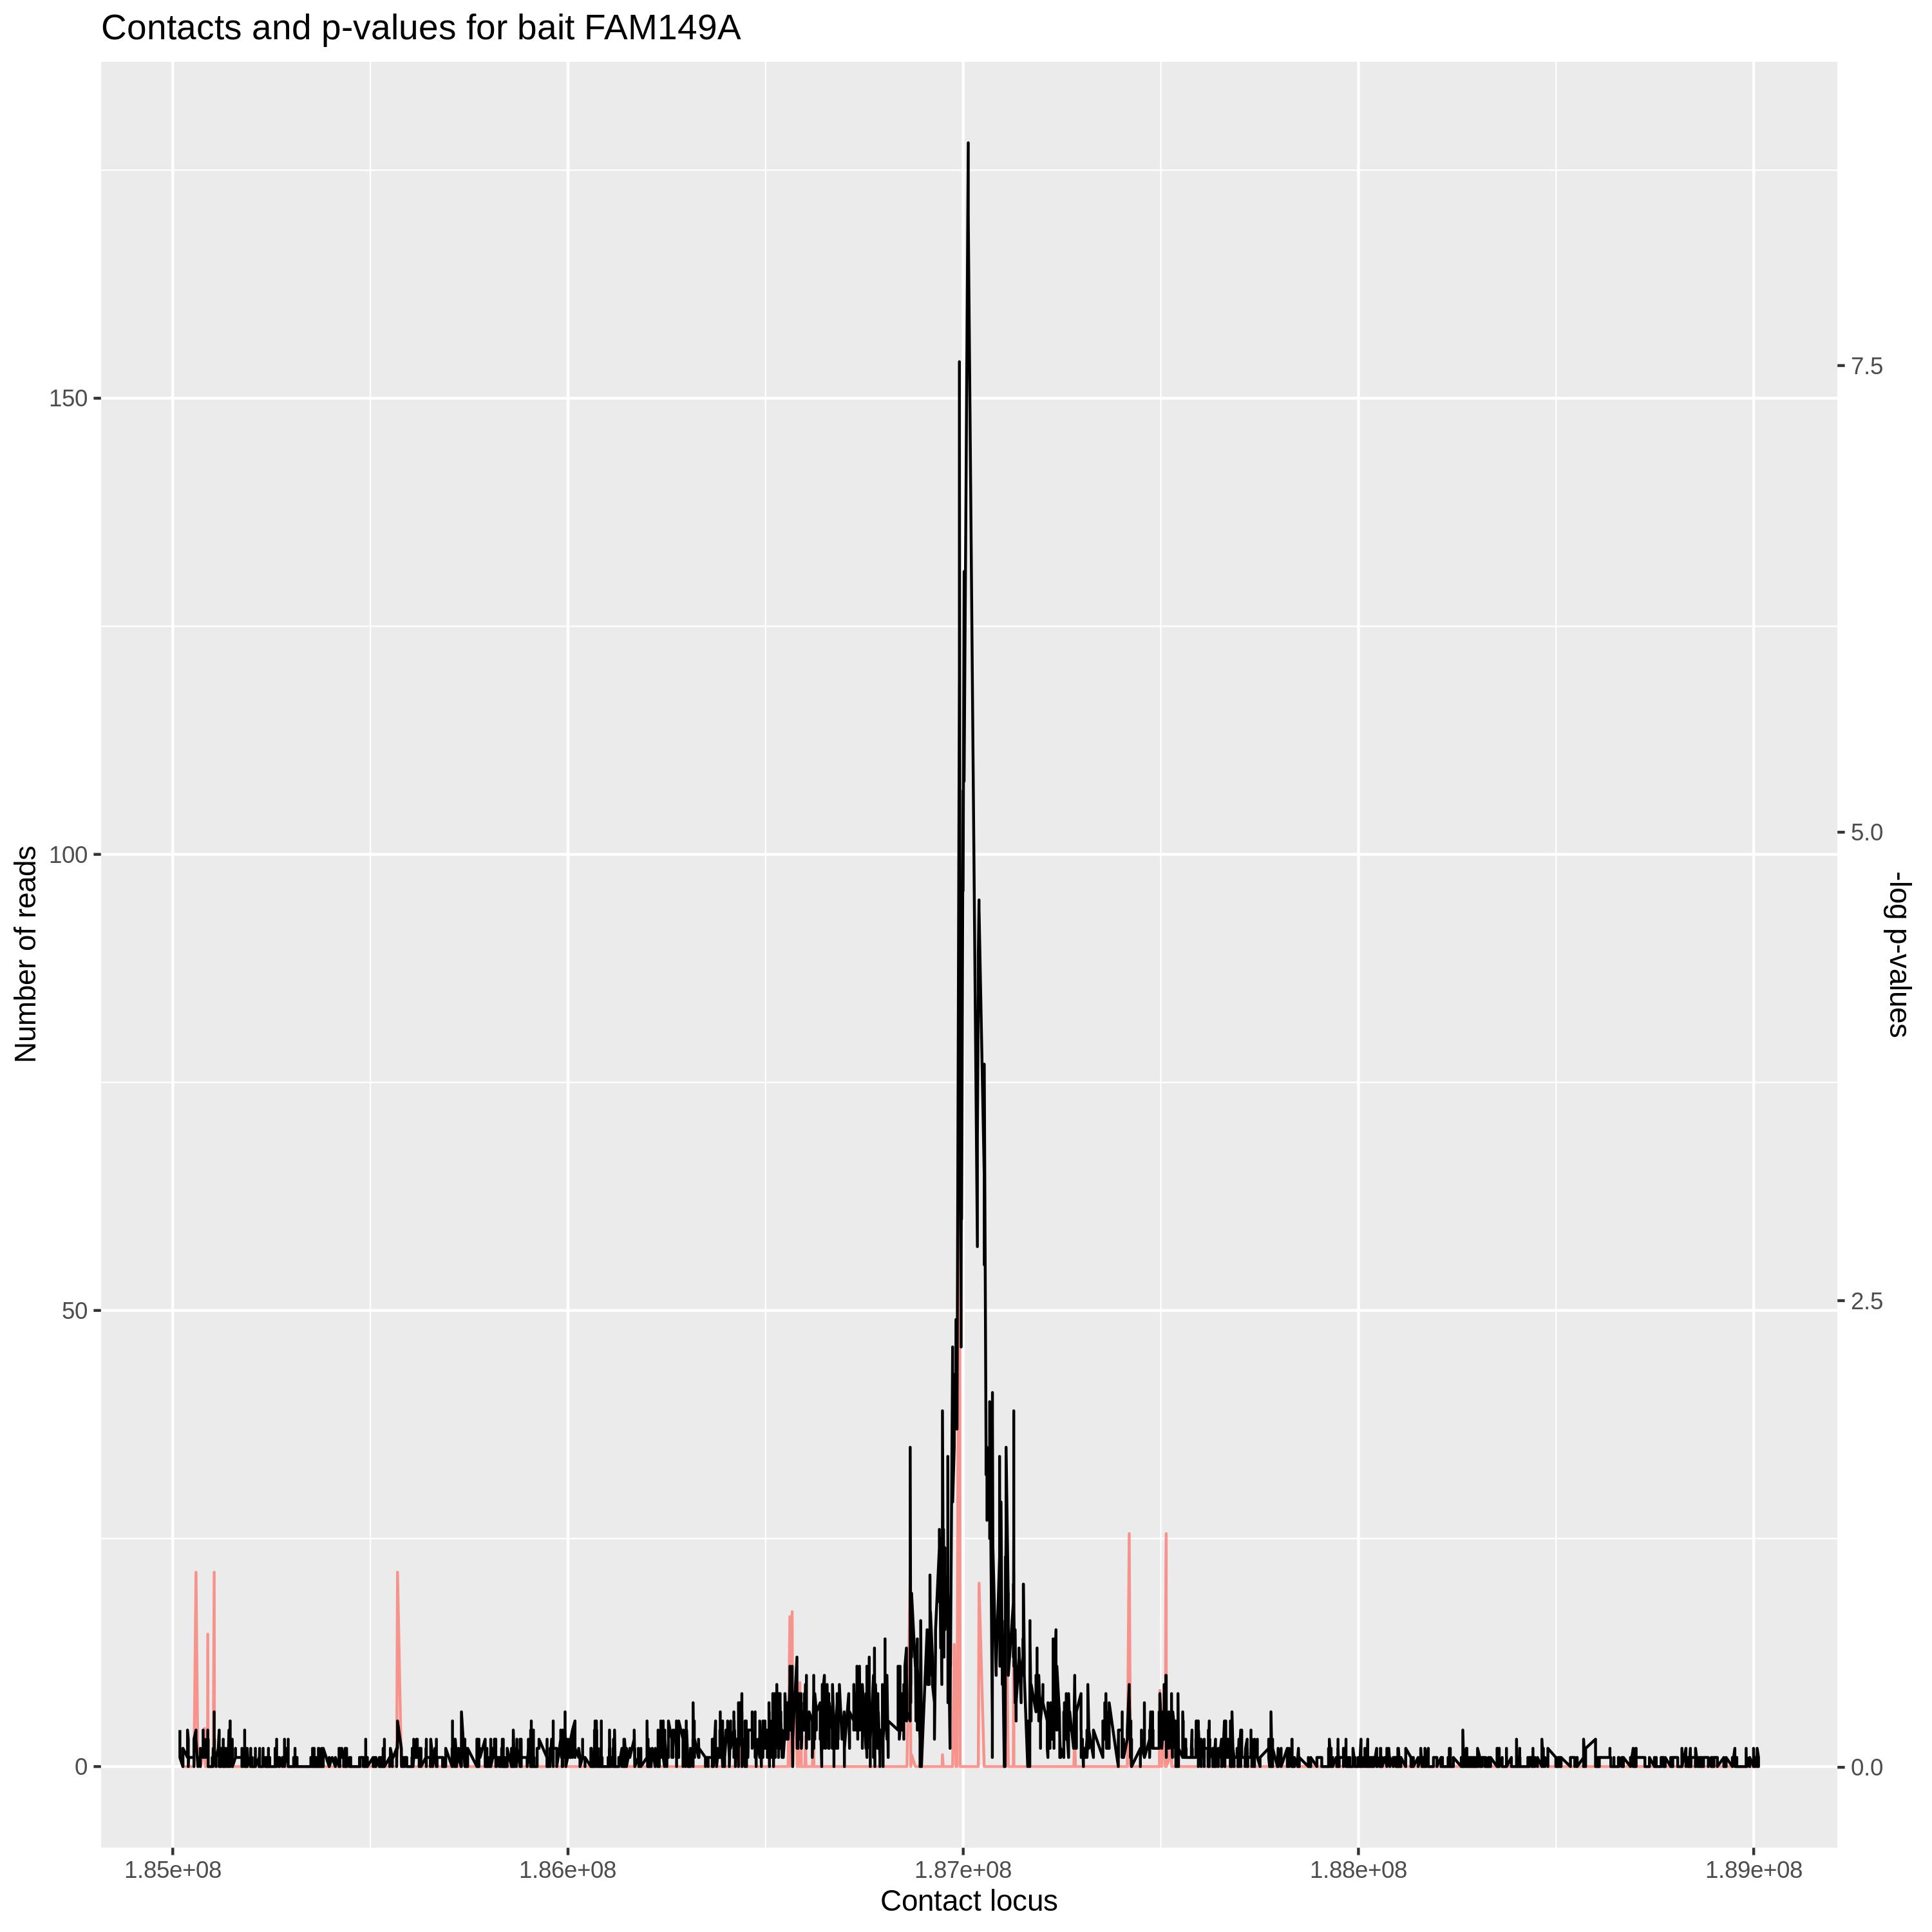 Contacts and p-values for bait FAM149A
Number of reads
150
100
50
0
7.5
5.0
2.5
0.0
-log p-values
1.85e+08
1.86e+08
1.87e+08
1.88e+08
1.89e+08
Contact locus